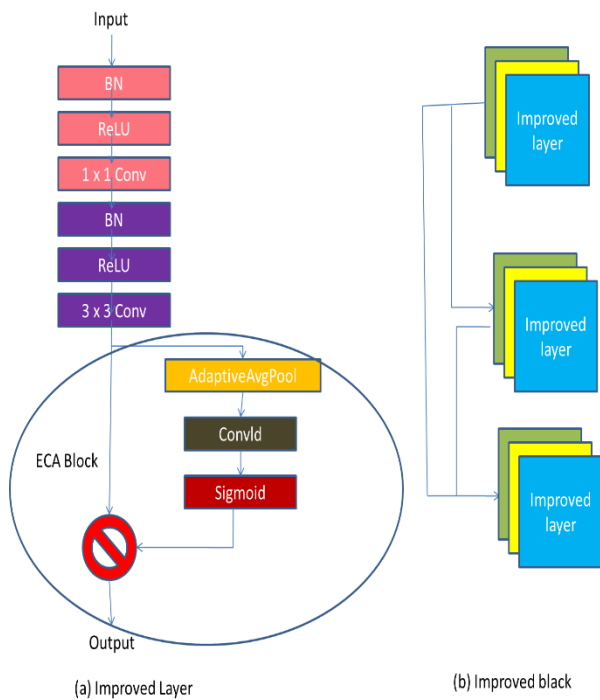 Input
BN
ReLU
1 x 1 Conv
BN
ReLU
3 x 3 Conv
AdaptiveAvgPool
ConvId
Sigmoid
ECA Block
Output
(a) Improved Layer
Improved
layer
Improved
layer
Improved
layer
(b) Improved black